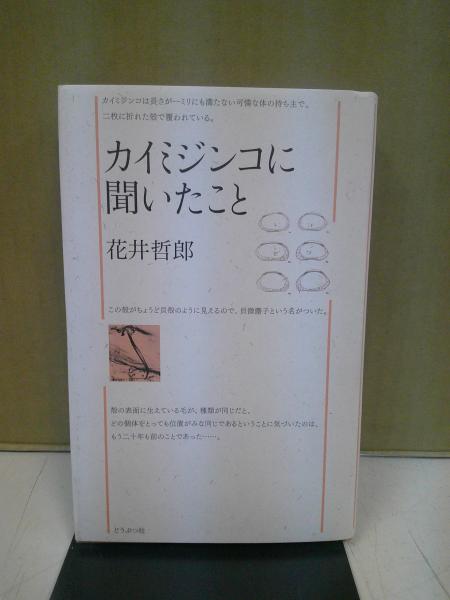 カイミジンコは長さが一ミリにも満たない可憐な体の持ち主で、
二枚に折れた殻で覆われている。
カイミジンコに
聞いたこと
花井哲郎
この殻がちょうど貝殻のように見えるので、貝微塵子という名がついた。
殻の表面に生えている毛が、種類が同じだと、
どの個体をとっても位置がみな同じであるということに気づいたのは、
もう二十年も前のことであった……。
どうぶつ社